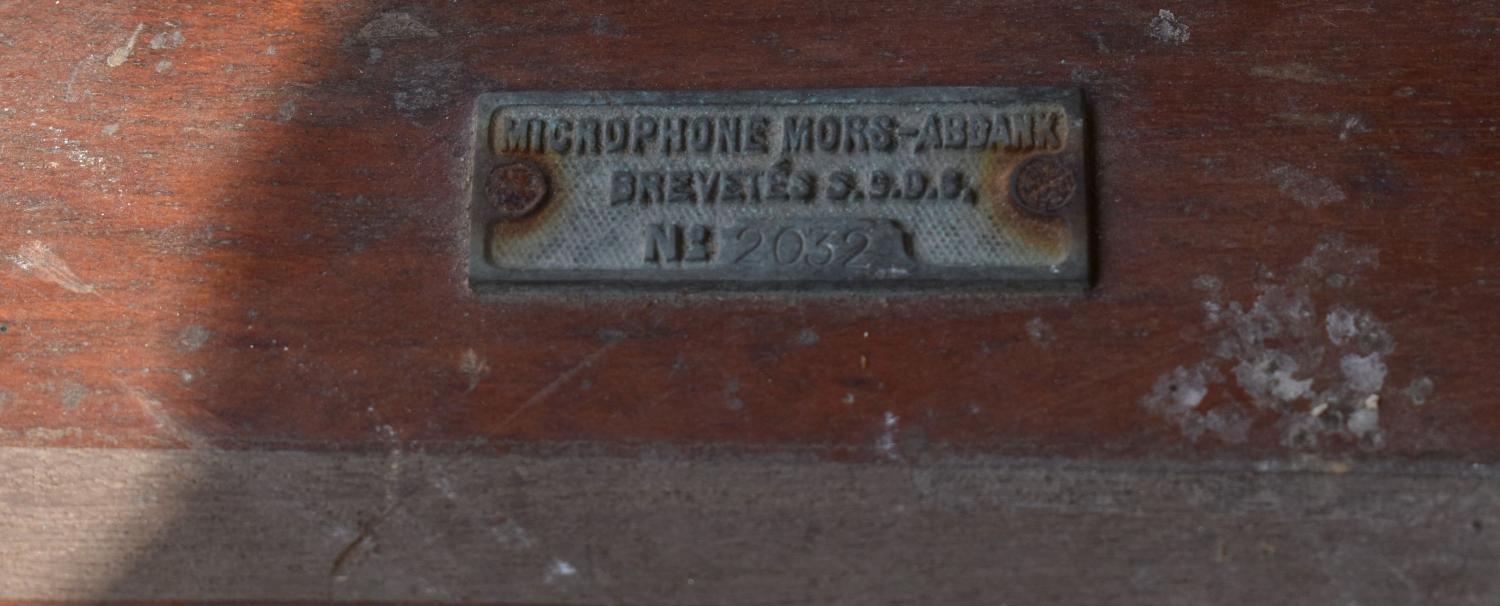 MICROPHONE MORS-ABDANK
BREVETÉS S.G.D.G.
Nº 2032